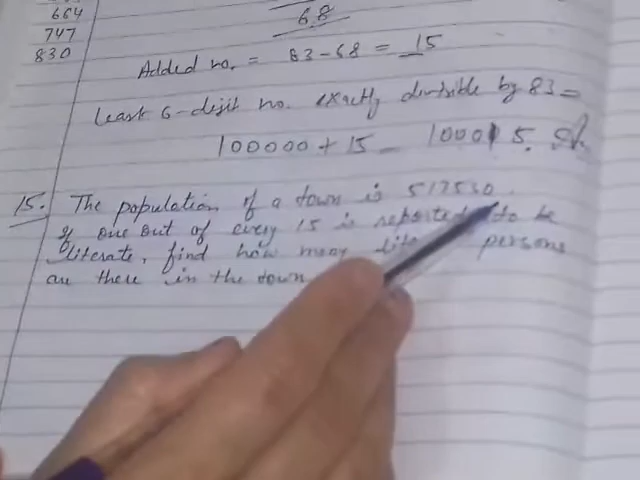 664
747
830
68
Added no. = 83-68 = 15
least 6-digit no. exactly divisible by 83 =
100000 + 15 = 100015.
15. The population of a town is 517530.
If one out of every 15 is reported to be
literate, find how many persons
are there in the town